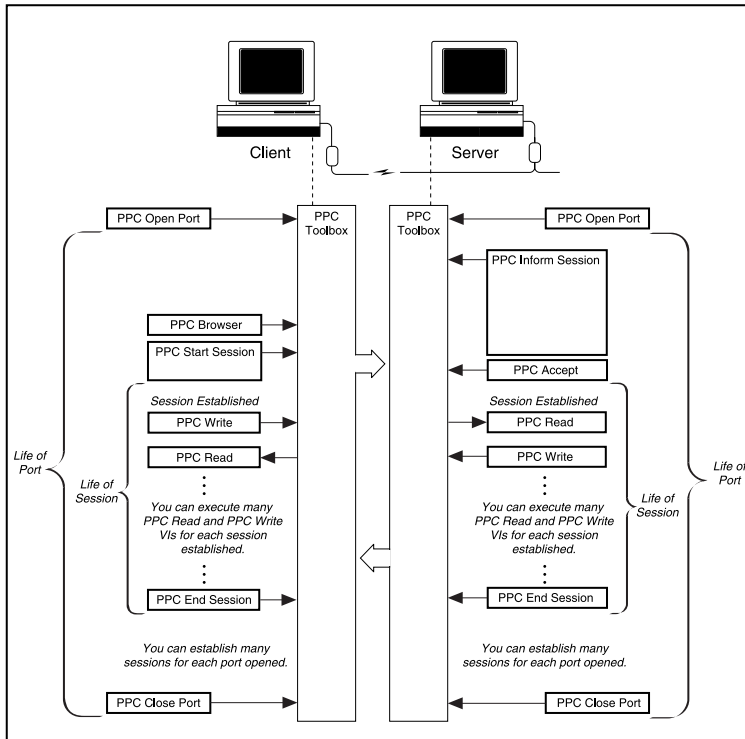 Client
Server
PPC Open Port
PPC
Toolbox
PPC
Toolbox
PPC Open Port
PPC Inform Session
PPC Browser
PPC Start Session
PPC Accept
Session Established
Session Established
PPC Write
PPC Read
PPC Read
PPC Write
Life of
Port
Life of
Session
You can execute many
PPC Read and PPC Write
VIs for each session
established.
You can execute many
PPC Read and PPC Write
VIs for each session
established.
Life of
Session
Life of
Port
PPC End Session
PPC End Session
You can establish many
sessions for each port opened.
You can establish many
sessions for each port opened.
PPC Close Port
PPC Close Port